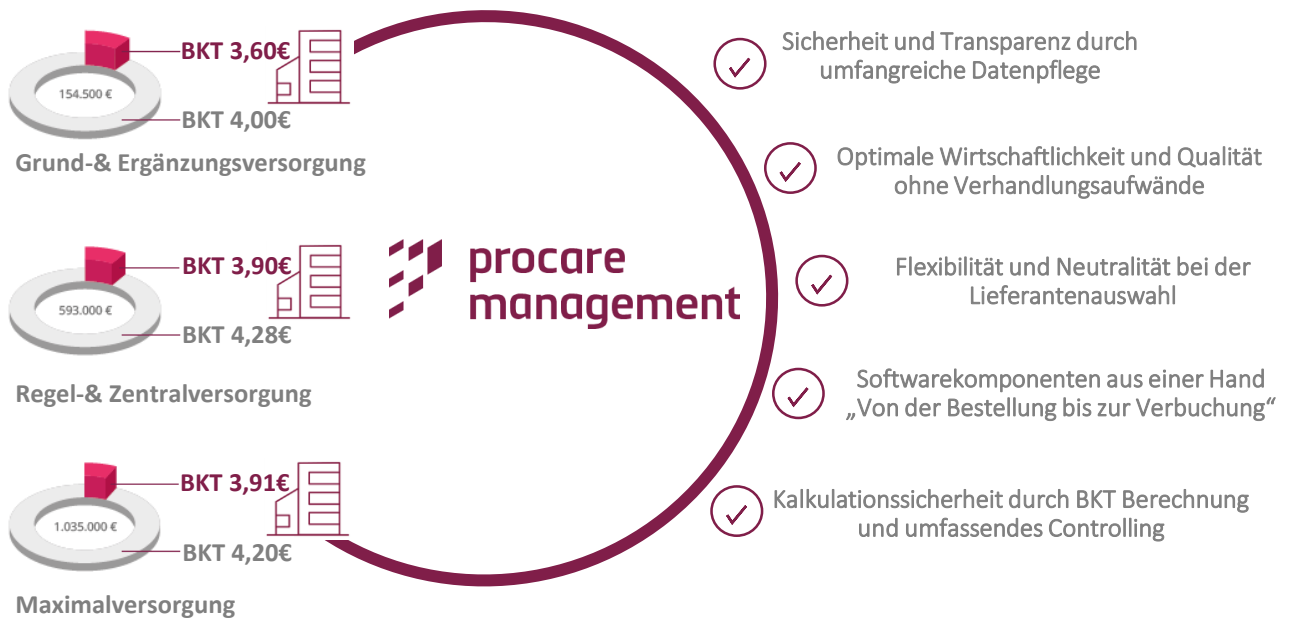 BKT 3,60€
154.500 €
BKT 4,00€
Grund-& Ergänzungsversorgung
BKT 3,90€
593.000 €
BKT 4,28€
Regel-& Zentralversorgung
BKT 3,91€
1.035.000 €
BKT 4,20€
Maximalversorgung
procare
management
Sicherheit und Transparenz durch
umfangreiche Datenpflege
Optimale Wirtschaftlichkeit und Qualität
ohne Verhandlungsaufwände
Flexibilität und Neutralität bei der
Lieferantenauswahl
Softwarekomponenten aus einer Hand
„Von der Bestellung bis zur Verbuchung“
Kalkulationssicherheit durch BKT Berechnung
und umfassendes Controlling